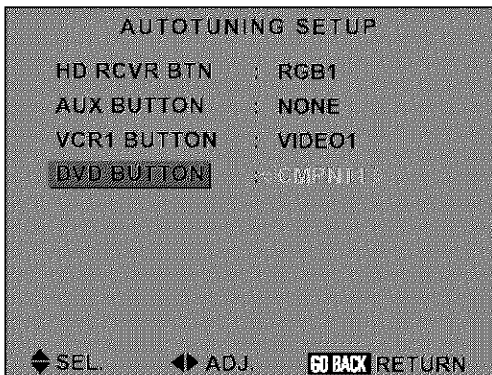 AUTOTUNING SETUP
HD RCVR BTN : RGB1
AUX BUTTON : NONE
VCR1 BUTTON : VIDEO1
DVD BUTTON : CMPNT1
SEL. ADJ. GO BACK RETURN